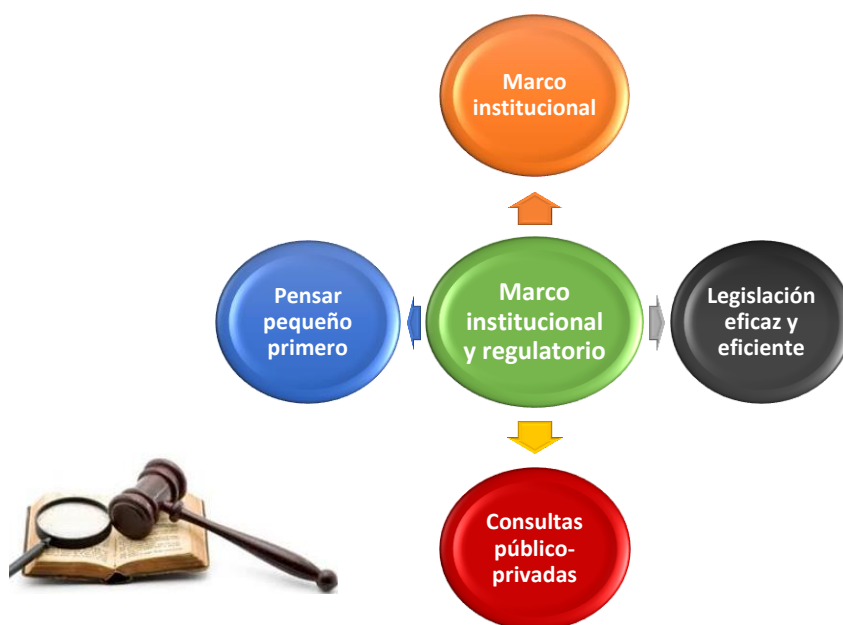 Marco
institucional
Pensar
pequeño
primero
Marco
institucional
y regulatorio
Legislación
eficaz y
eficiente
Consultas
público-
privadas